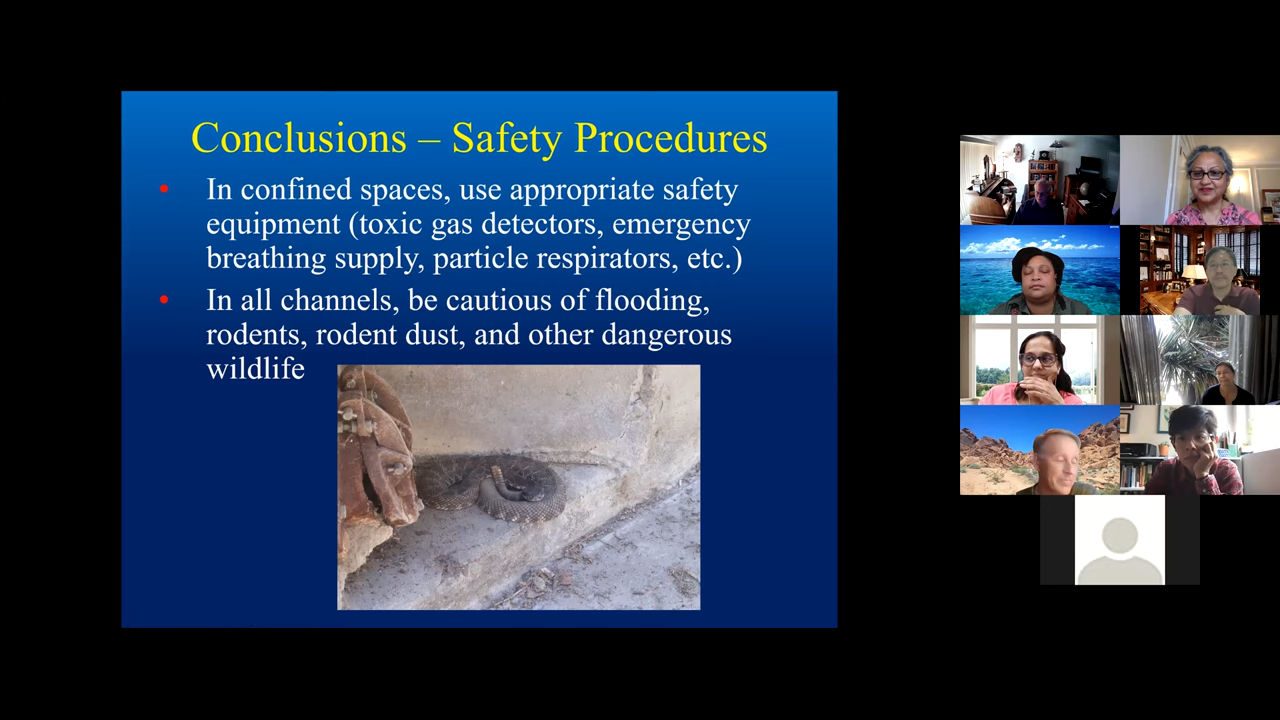 Conclusions – Safety Procedures
• In confined spaces, use appropriate safety
equipment (toxic gas detectors, emergency
breathing supply, particle respirators, etc.)
• In all channels, be cautious of flooding,
rodents, rodent dust, and other dangerous
wildlife